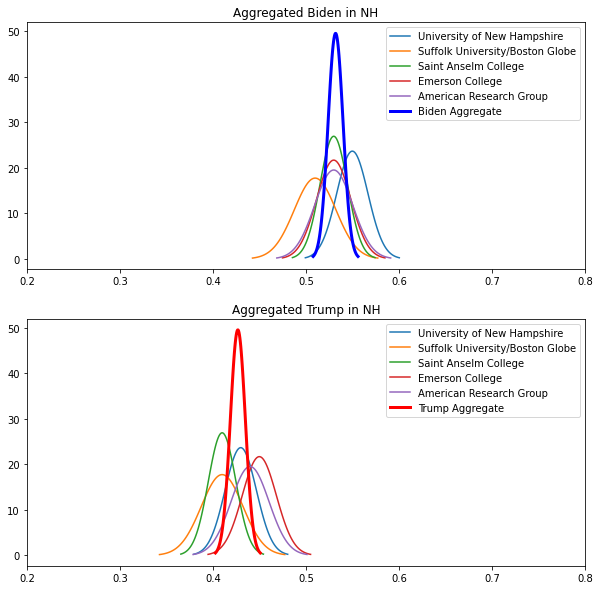 Aggregated Biden in NH
50
40
30
20
10
0
University of New Hampshire
Suffolk University/Boston Globe
Saint Anselm College
Emerson College
American Research Group
Biden Aggregate
0.2 0.3 0.4 0.5 0.6 0.7 0.8
Aggregated Trump in NH
50
40
30
20
10
0
University of New Hampshire
Suffolk University/Boston Globe
Saint Anselm College
Emerson College
American Research Group
Trump Aggregate
0.2 0.3 0.4 0.5 0.6 0.7 0.8